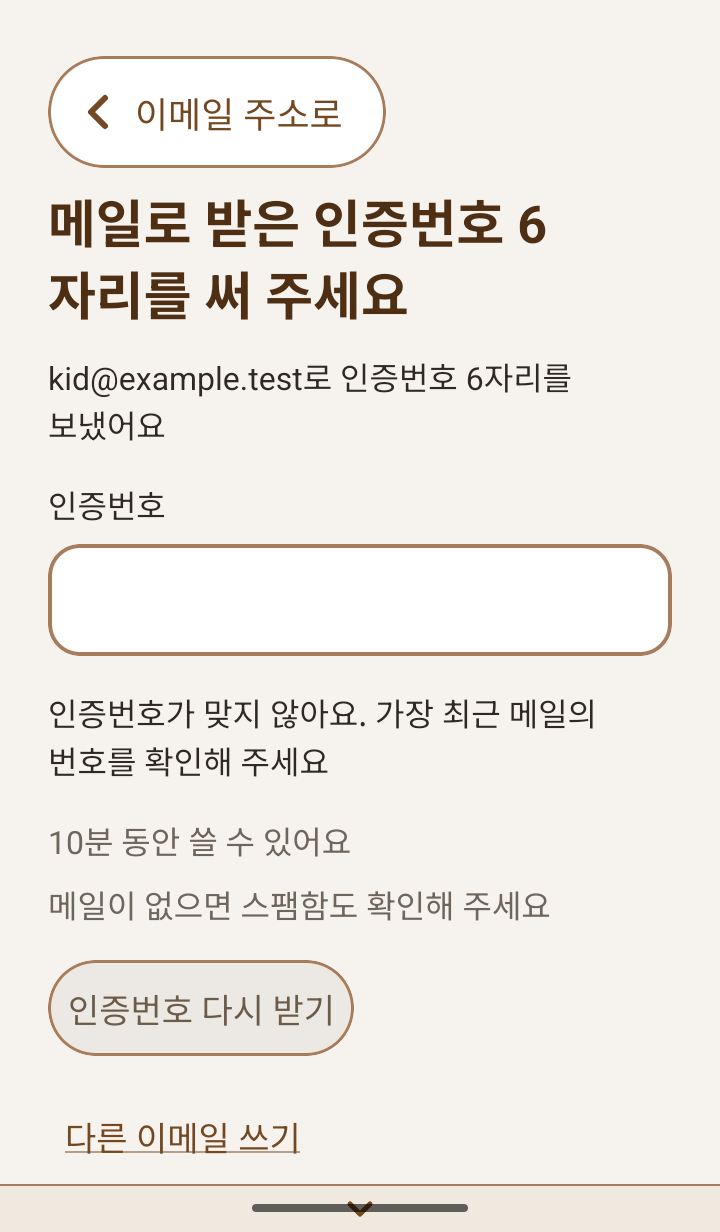 이메일 주소로
메일로 받은 인증번호 6
자리를 써 주세요
kid@example.test로 인증번호 6자리를
보냈어요
인증번호
인증번호가 맞지 않아요. 가장 최근 메일의
번호를 확인해 주세요
10분 동안 쓸 수 있어요
메일이 없으면 스팸함도 확인해 주세요
인증번호 다시 받기
다른 이메일 쓰기